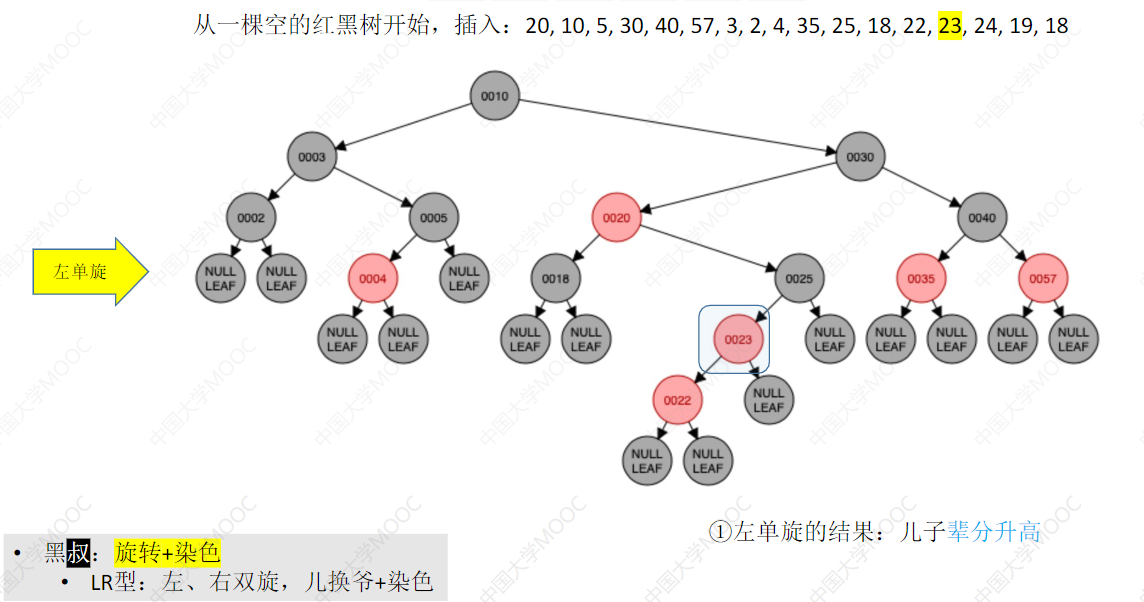 从一棵空的红黑树开始，插入：20, 10, 5, 30, 40, 57, 3, 2, 4, 35, 25, 18, 22, 23, 24, 19, 18
0010
0003
0030
0002
0005
0020
0040
左单旋
NULL LEAF
NULL LEAF
0004
NULL LEAF
0018
0025
0035
0057
NULL LEAF
NULL LEAF
NULL LEAF
NULL LEAF
0023
NULL LEAF
NULL LEAF
NULL LEAF
NULL LEAF
NULL LEAF
0022
NULL LEAF
NULL LEAF
NULL LEAF
①左单旋的结果：儿子辈分升高
• 黑叔：旋转+染色
• LR型：左、右双旋，儿换爷+染色
中国大学MOOC